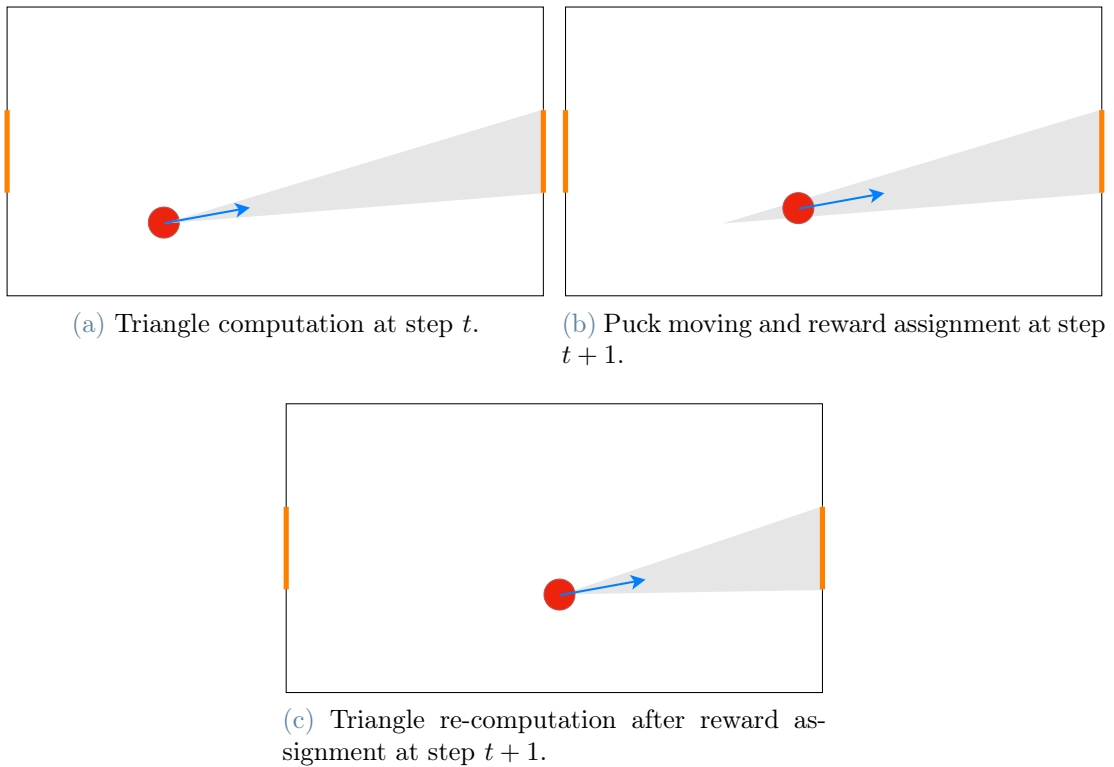 (a) Triangle computation at step t.
(b) Puck moving and reward assignment at step
t + 1.
(c) Triangle re-computation after reward as-
signment at step t + 1.